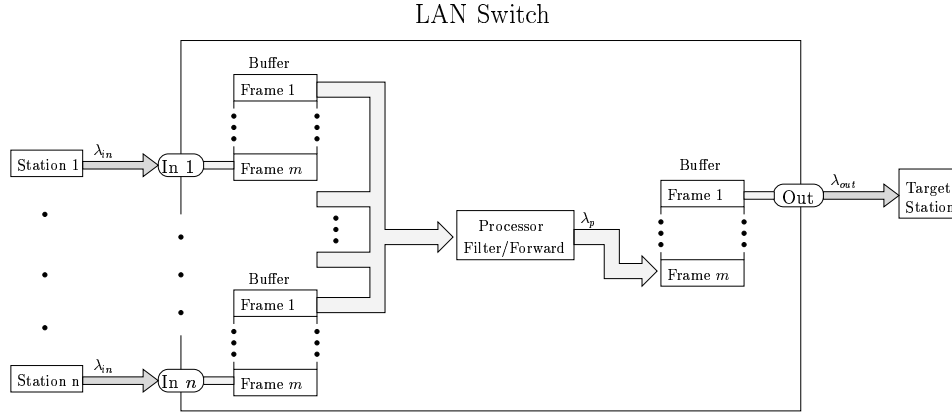 LAN Switch
Buffer
Frame 1
Frame m
Station 1
λin
In 1
Buffer
Frame 1
Frame m
Station n
λin
In n
Processor
Filter/Forward
λp
Buffer
Frame 1
Frame m
Out
λout
Target
Station